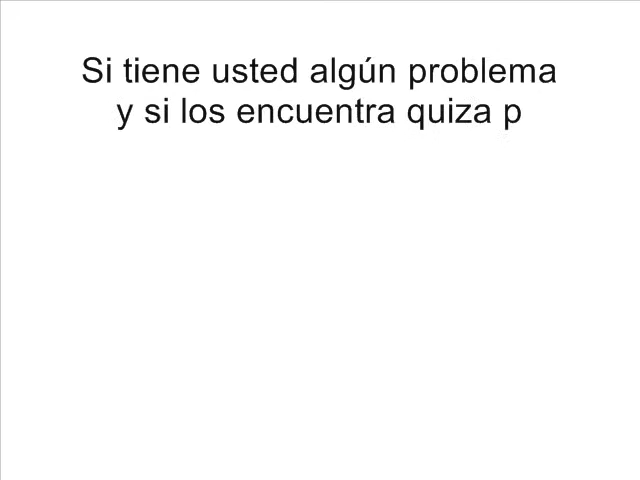 Si tiene usted algún problema
y si los encuentra quiza p